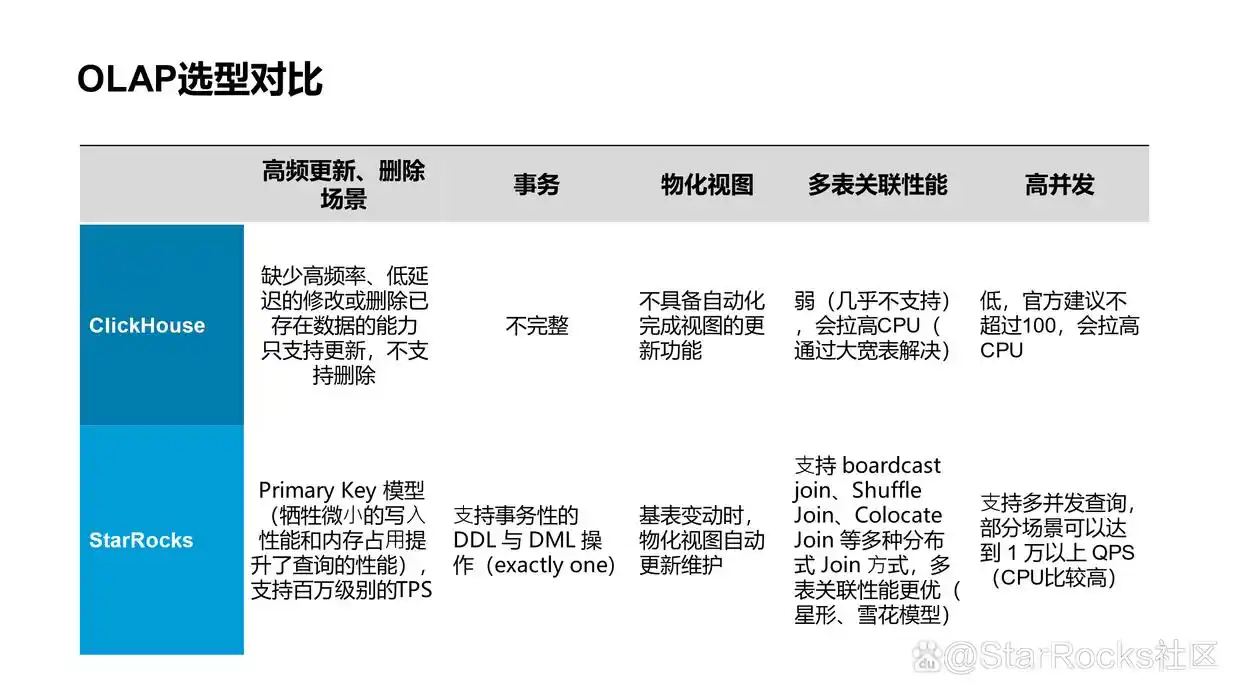 OLAP选型对比
高频更新、删除
场景
事务
物化视图
多表关联性能
高并发
ClickHouse
缺少高频率、低延
迟的修改或删除已
存在数据的能力
只支持更新，不支
持删除
不完整
不具备自动化
完成视图的更
新功能
弱（几乎不支持）
，会拉高CPU（
通过大宽表解决）
低，官方建议不
超过100，会拉高
CPU
StarRocks
Primary Key 模型
（牺牲微小的写入
性能和内存占用提
升了查询的性能），
支持百万级别的TPS
支持事务性的
DDL 与 DML 操
作（exactly one）
基表变动时，
物化视图自动
更新维护
支持 boardcast
join、Shuffle
Join、Colocate
Join 等多种分布
式 Join 方式，多
表关联性能更优（
星形、雪花模型）
支持多并发查询，
部分场景可以达
到 1 万以上 QPS
（CPU比较高）
du @StarRocks社区